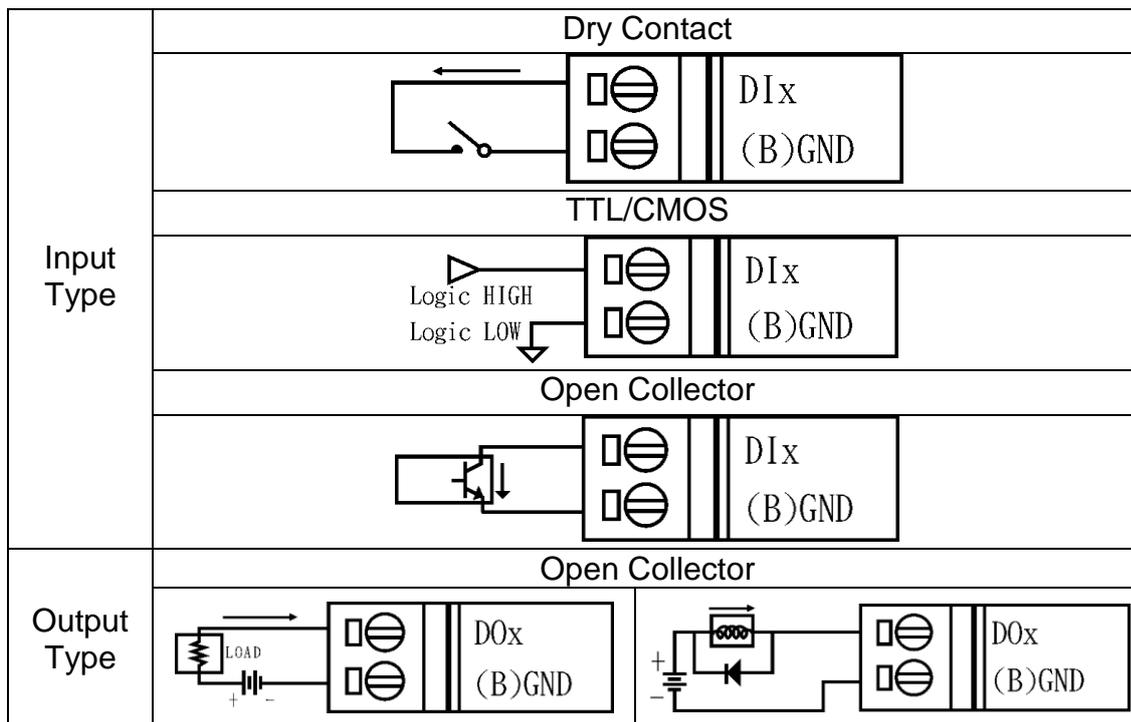 Input
Type
Dry Contact
DIx
(B)GND
TTL/CMOS
Logic HIGH
Logic LOW
DIx
(B)GND
Open Collector
DIx
(B)GND
Output
Type
Open Collector
LOAD
+ -
DOx
(B)GND
+
-
DOx
(B)GND